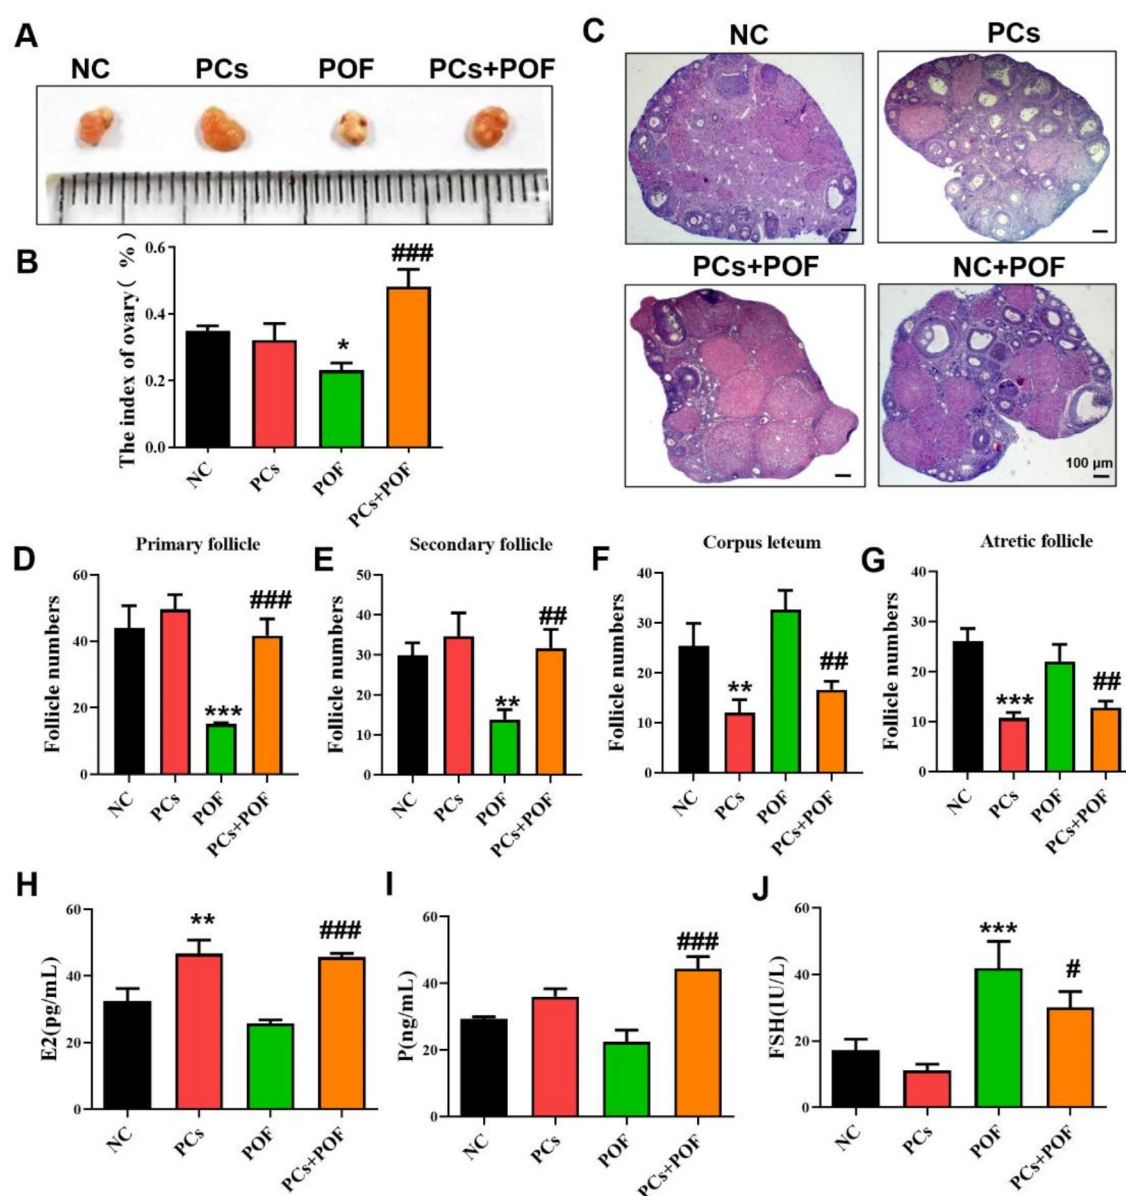 A
NC PCs POF PCs+POF
B
The index of ovary( %)
0.6
0.4
0.2
0.0
*
###
NC PCs POF PCs+POF
C
NC PCs
PCs+POF NC+POF
100 μm
D
Primary follicle
Follicle numbers
60
40
20
0
***
###
NC PCs POF PCs+POF
E
Secondary follicle
Follicle numbers
50
40
30
20
10
0
**
##
NC PCs POF PCs+POF
F
Corpus leteum
Follicle numbers
40
30
20
10
0
**
##
NC PCs POF PCs+POF
G
Atretic follicle
Follicle numbers
40
30
20
10
0
***
##
NC PCs POF PCs+POF
H
E2(pg/mL)
60
40
20
0
**
###
NC PCs POF PCs+POF
I
P(ng/mL)
60
40
20
0
###
NC PCs POF PCs+POF
J
FSH(IU/L)
60
40
20
0
***
#
NC PCs POF PCs+POF